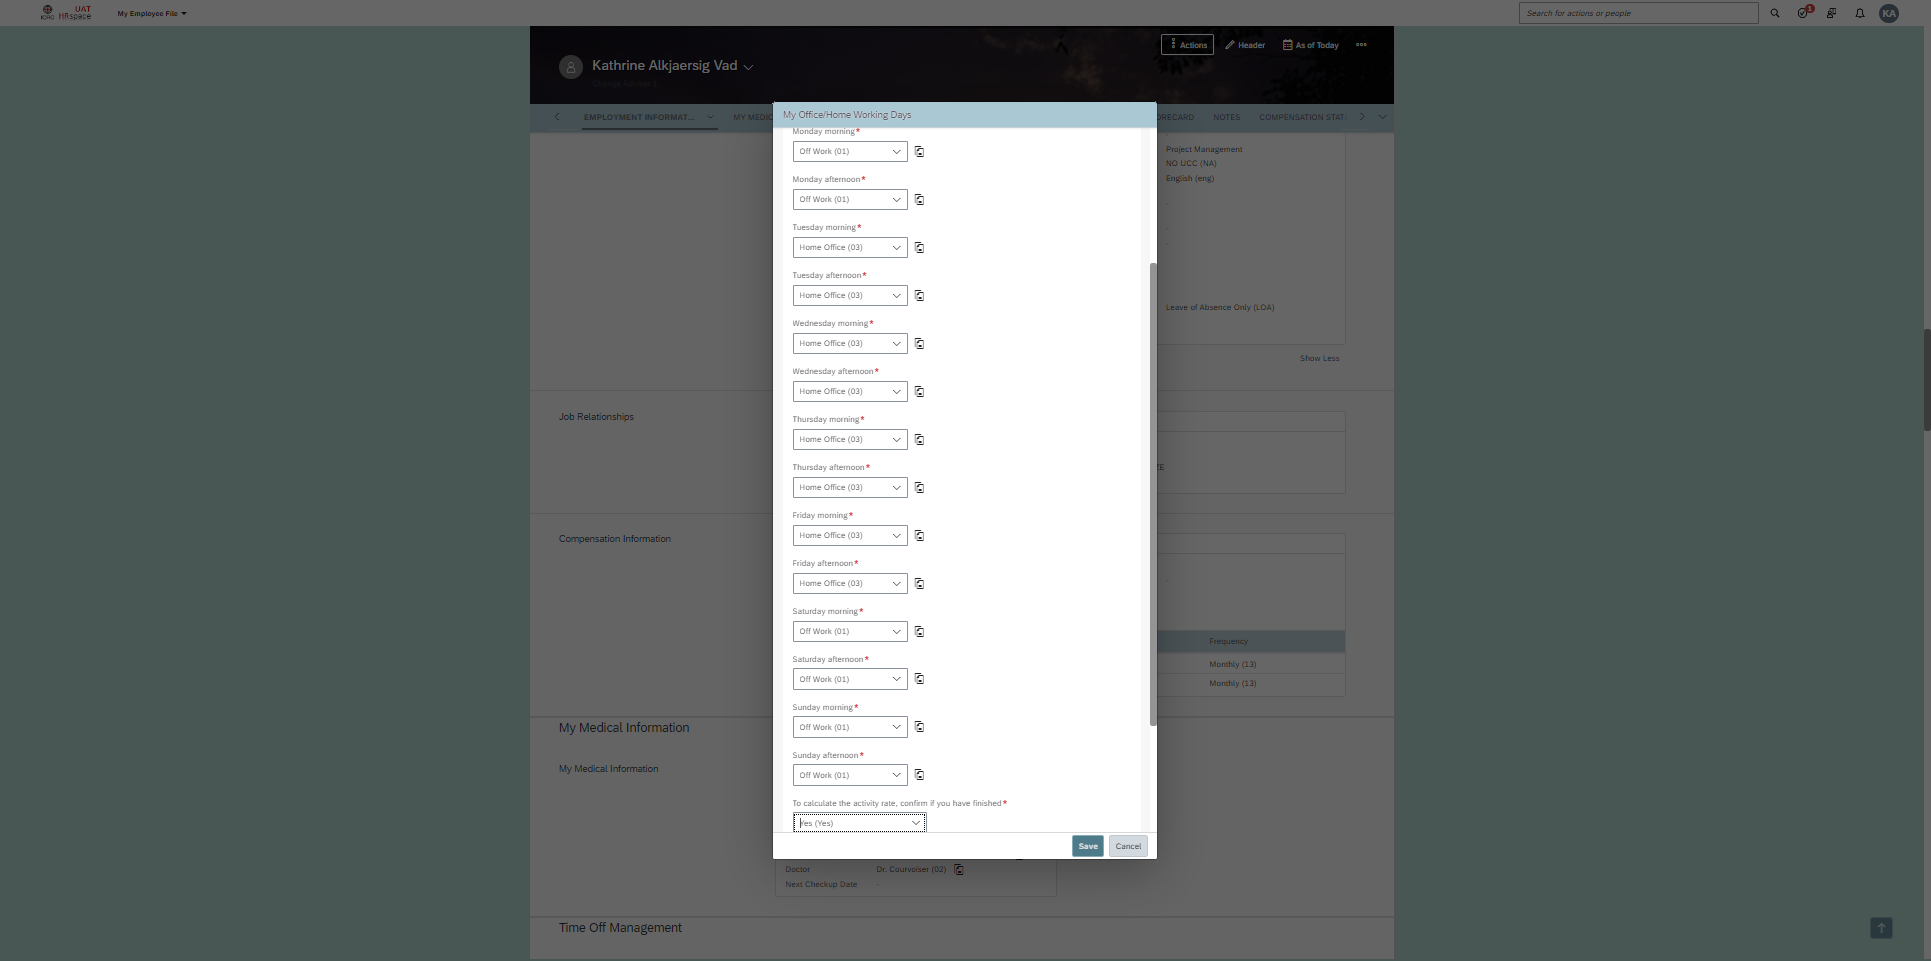 UAT
ICRC HRspace
My Employee File
Search for actions or people
1
KA
Actions
Header
As of Today
Kathrine Alkjaersig Vad
EMPLOYMENT INFORMAT...
MY MEDIC
ORECARD
NOTES
COMPENSATION STAT
My Office/Home Working Days
Monday morning*
Off Work (01)
Monday afternoon*
Off Work (01)
Tuesday morning*
Home Office (03)
Tuesday afternoon*
Home Office (03)
Wednesday morning*
Home Office (03)
Wednesday afternoon*
Home Office (03)
Thursday morning*
Home Office (03)
Thursday afternoon*
Home Office (03)
Friday morning*
Home Office (03)
Friday afternoon*
Home Office (03)
Saturday morning*
Off Work (01)
Saturday afternoon*
Off Work (01)
Sunday morning*
Off Work (01)
Sunday afternoon*
Off Work (01)
To calculate the activity rate, confirm if you have finished*
Yes (Yes)
Save
Cancel
Project Management
NO UCC (NA)
English (eng)
Leave of Absence Only (LOA)
Show Less
Job Relationships
ZE
Compensation Information
Frequency
Monthly (13)
Monthly (13)
My Medical Information
My Medical Information
Doctor
Dr. Courvoiser (02)
Next Checkup Date
-
Time Off Management